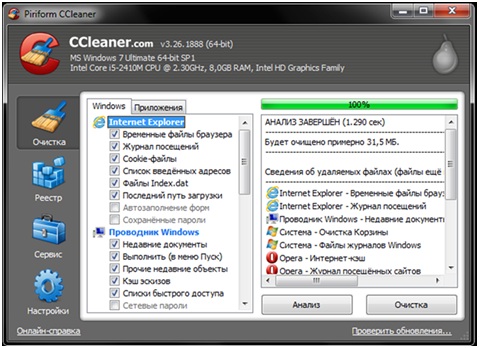 Piriform CCleaner
CCleaner.com v3.26.1888 (64-bit)
MS Windows 7 Ultimate 64-bit SP1
Intel Core i5-2410M CPU @ 2.30GHz, 8,0GB RAM, Intel HD Graphics Family
Очистка
Реестр
Сервис
Настройки
Windows
Приложения
Internet Explorer
Временные файлы браузера
Журнал посещений
Cookie-файлы
Список введённых адресов
Файлы Index.dat
Последний путь загрузки
Автозаполнение форм
Сохранённые пароли
Проводник Windows
Недавние документы
Выполнить (в меню Пуск)
Прочие недавние объекты
Кэш эскизов
Списки быстрого доступа
Сетевые пароли
100%
АНАЛИЗ ЗАВЕРШЁН (1.290 сек)
Будет очищено примерно 31,5 МБ.
Сведения об удаляемых файлах (файлы ещё
Internet Explorer - Временные файлы брау
Internet Explorer - Журнал посещений
Проводник Windows - Недавние документы
Система - Очистка Корзины
Система - Файлы журналов Windows
Opera - Интернет-кэш
Opera - Журнал посещённых сайтов
Анализ
Очистка
Онлайн-справка
Проверить обновления...